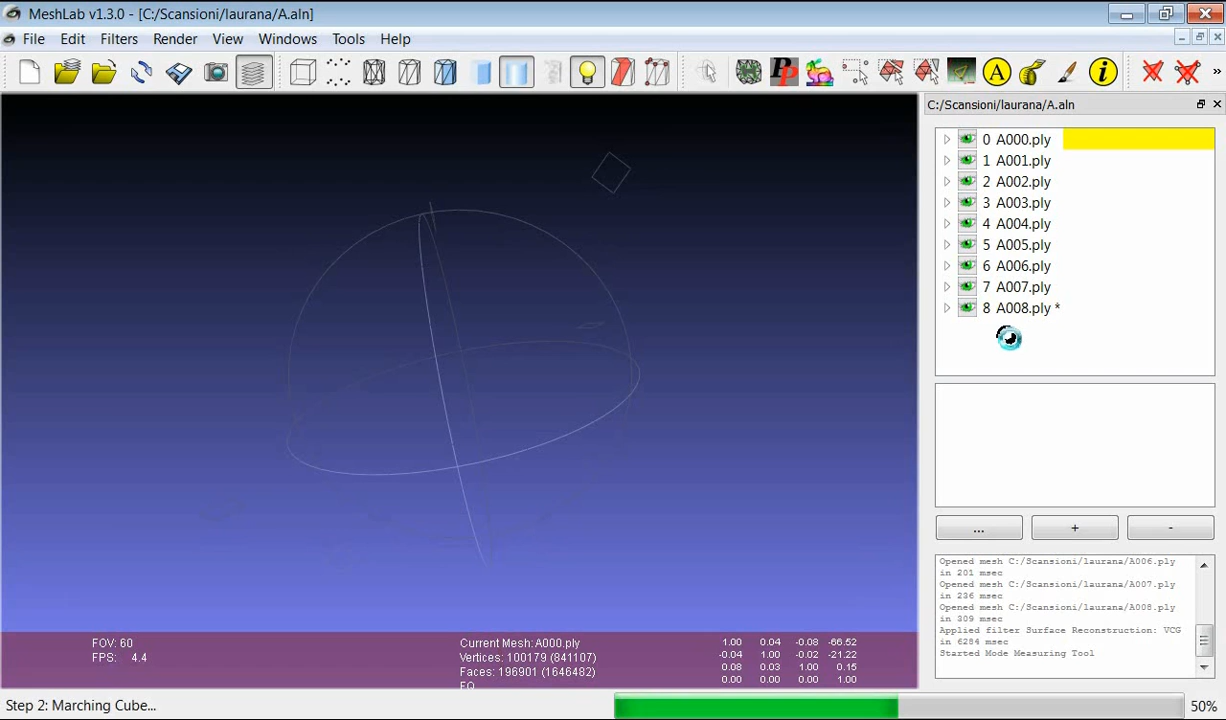 MeshLab v1.3.0 - [C:/Scansioni/laurana/A.aln]
File Edit Filters Render View Windows Tools Help
C:/Scansioni/laurana/A.aln
0 A000.ply
1 A001.ply
2 A002.ply
3 A003.ply
4 A004.ply
5 A005.ply
6 A006.ply
7 A007.ply
8 A008.ply *
... + -
Opened mesh C:/Scansioni/laurana/A006.ply
in 201 msec
Opened mesh C:/Scansioni/laurana/A007.ply
in 236 msec
Opened mesh C:/Scansioni/laurana/A008.ply
in 309 msec
Applied filter Surface Reconstruction: VCG
in 6284 msec
Started Mode Measuring Tool
FOV: 60
FPS: 4.4
Current Mesh: A000.ply
Vertices: 100179 (841107)
Faces: 196901 (1646482)
1.00 0.04 -0.08 -66.52
-0.04 1.00 -0.02 -21.22
0.08 0.03 1.00 0.15
0.00 0.00 0.00 1.00
Step 2: Marching Cube...
50%